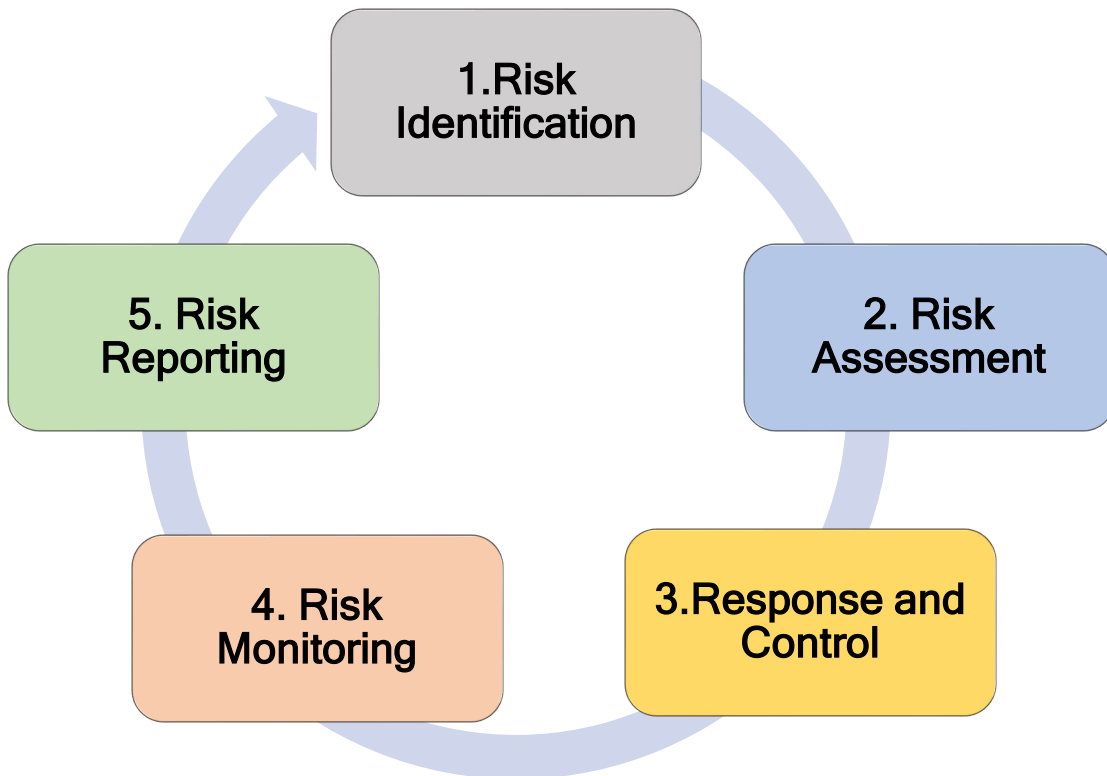 1.Risk
Identification
2. Risk
Assessment
3.Response and
Control
4. Risk
Monitoring
5. Risk
Reporting